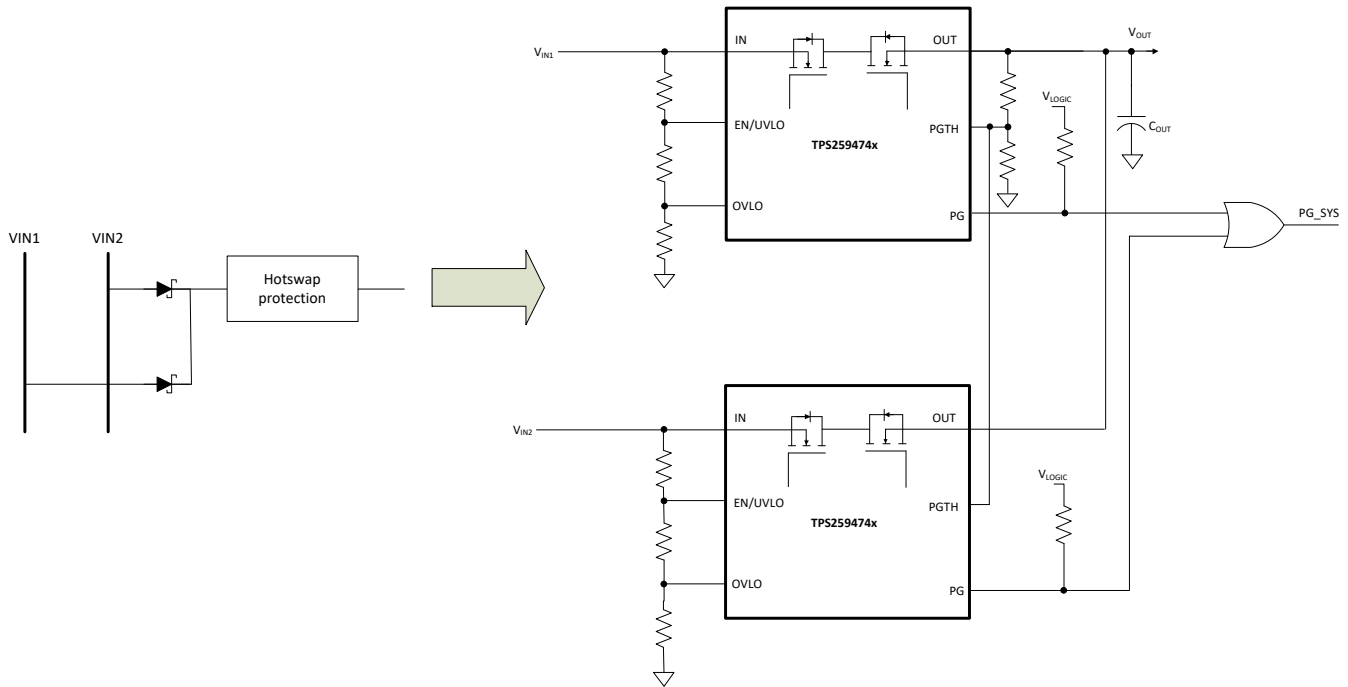 VIN1
VIN2
Hotswap
protection
VIN1
IN
OUT
EN/UVLO
PGTH
OVLO
PG
TPS259474x
VOUT
VLOGIC
COUT
PG_SYS
VIN2
IN
OUT
EN/UVLO
PGTH
OVLO
PG
TPS259474x
VLOGIC